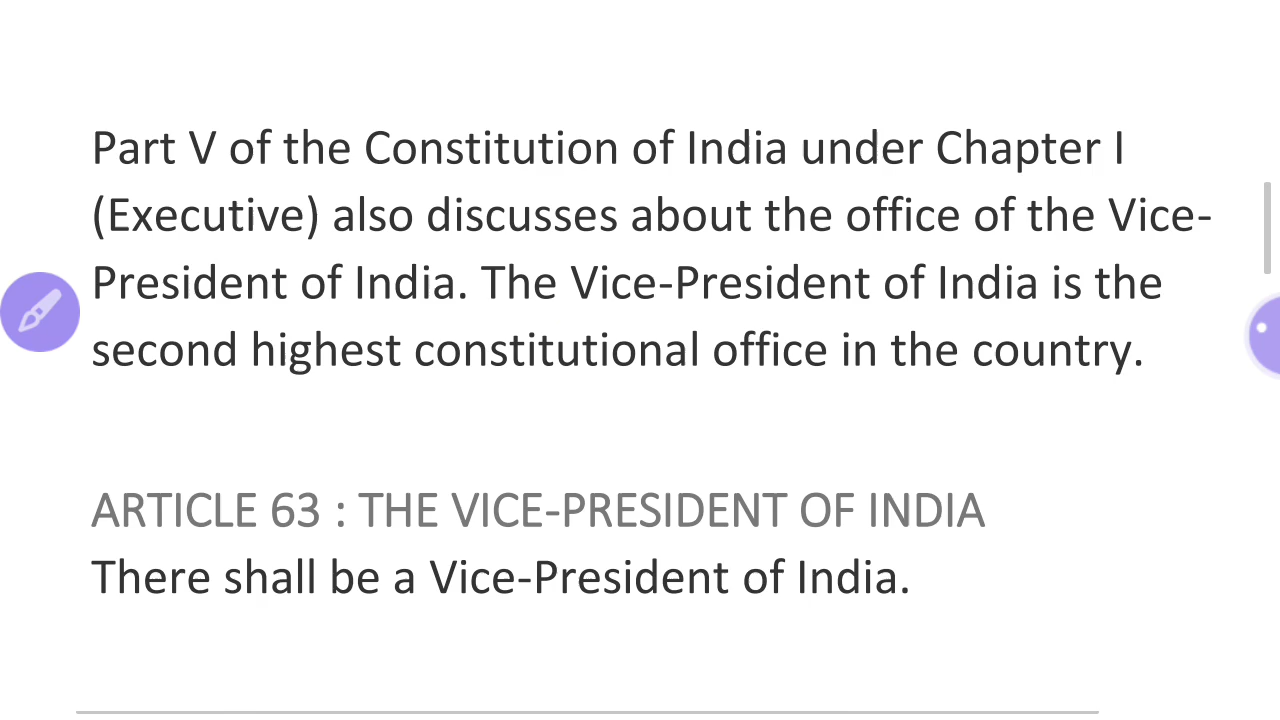 Part V of the Constitution of India under Chapter I
(Executive) also discusses about the office of the Vice-
President of India. The Vice-President of India is the
second highest constitutional office in the country.
ARTICLE 63 : THE VICE-PRESIDENT OF INDIA
There shall be a Vice-President of India.